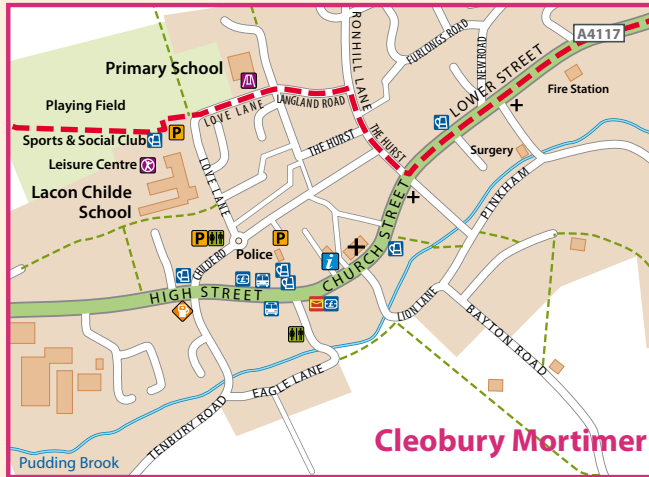 A4117
RONHILL LANE
FURLONGS ROAD
NEW ROAD
LOWER STREET
Primary School
Fire Station
Playing Field
LOVE LANE
LANGLAND ROAD
Sports & Social Club
P
THE HURST
THE HURST
Surgery
Leisure Centre
Lacon Childe
School
LOVE LANE
PINKHAM
P
P
Police
CHILDERD
i
CHURCH STREET
HIGH STREET
LION LANE
BAYTON ROAD
EAGLE LANE
TENBURY ROAD
Cleobury Mortimer
Pudding Brook